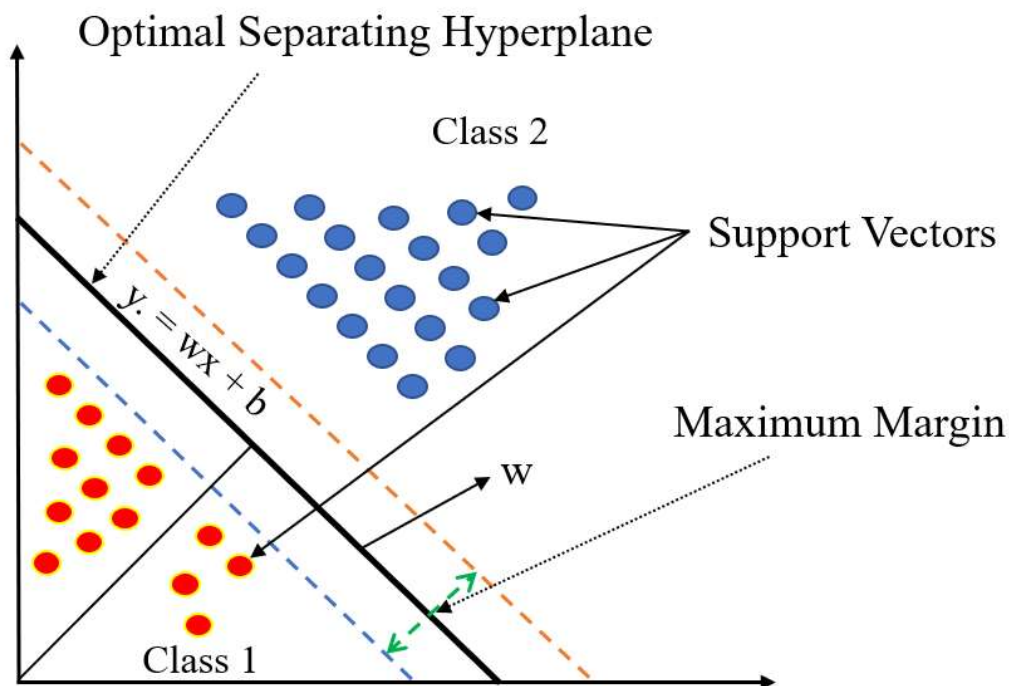 Optimal Separating Hyperplane
Class 2
Support Vectors
y. = wx + b
Maximum Margin
w
Class 1